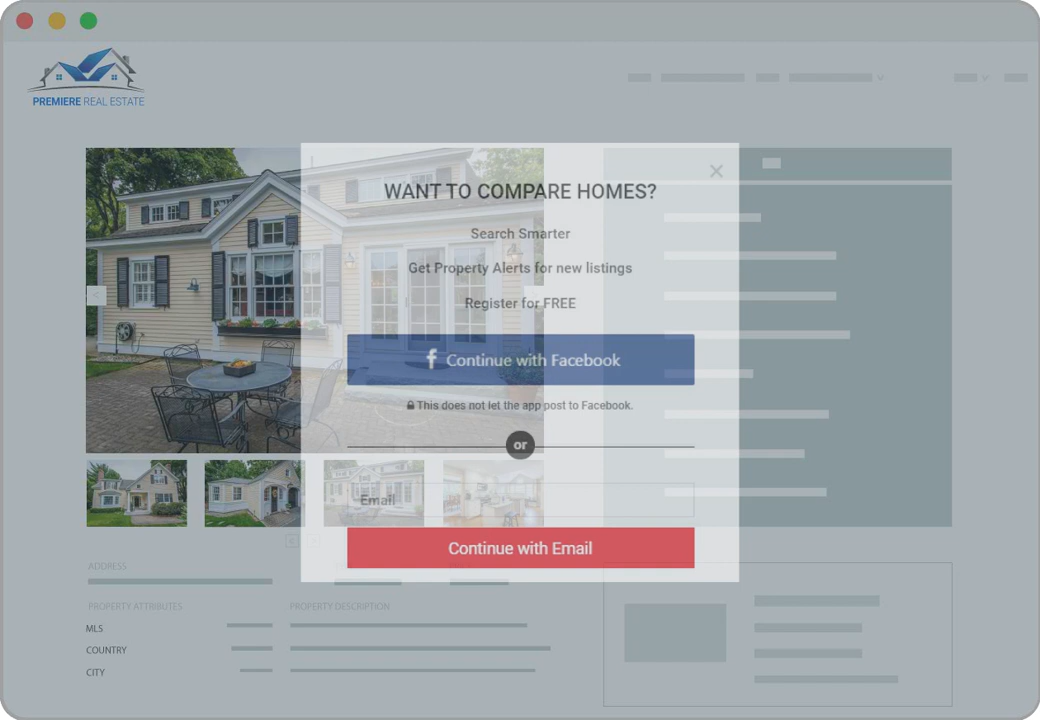 PREMIERE REAL ESTATE
WANT TO COMPARE HOMES?
Search Smarter
Get Property Alerts for new listings
Register for FREE
f Continue with Facebook
This does not let the app post to Facebook.
or
Email
Continue with Email
ADDRESS
PROPERTY ATTRIBUTES
PROPERTY DESCRIPTION
MLS
COUNTRY
CITY